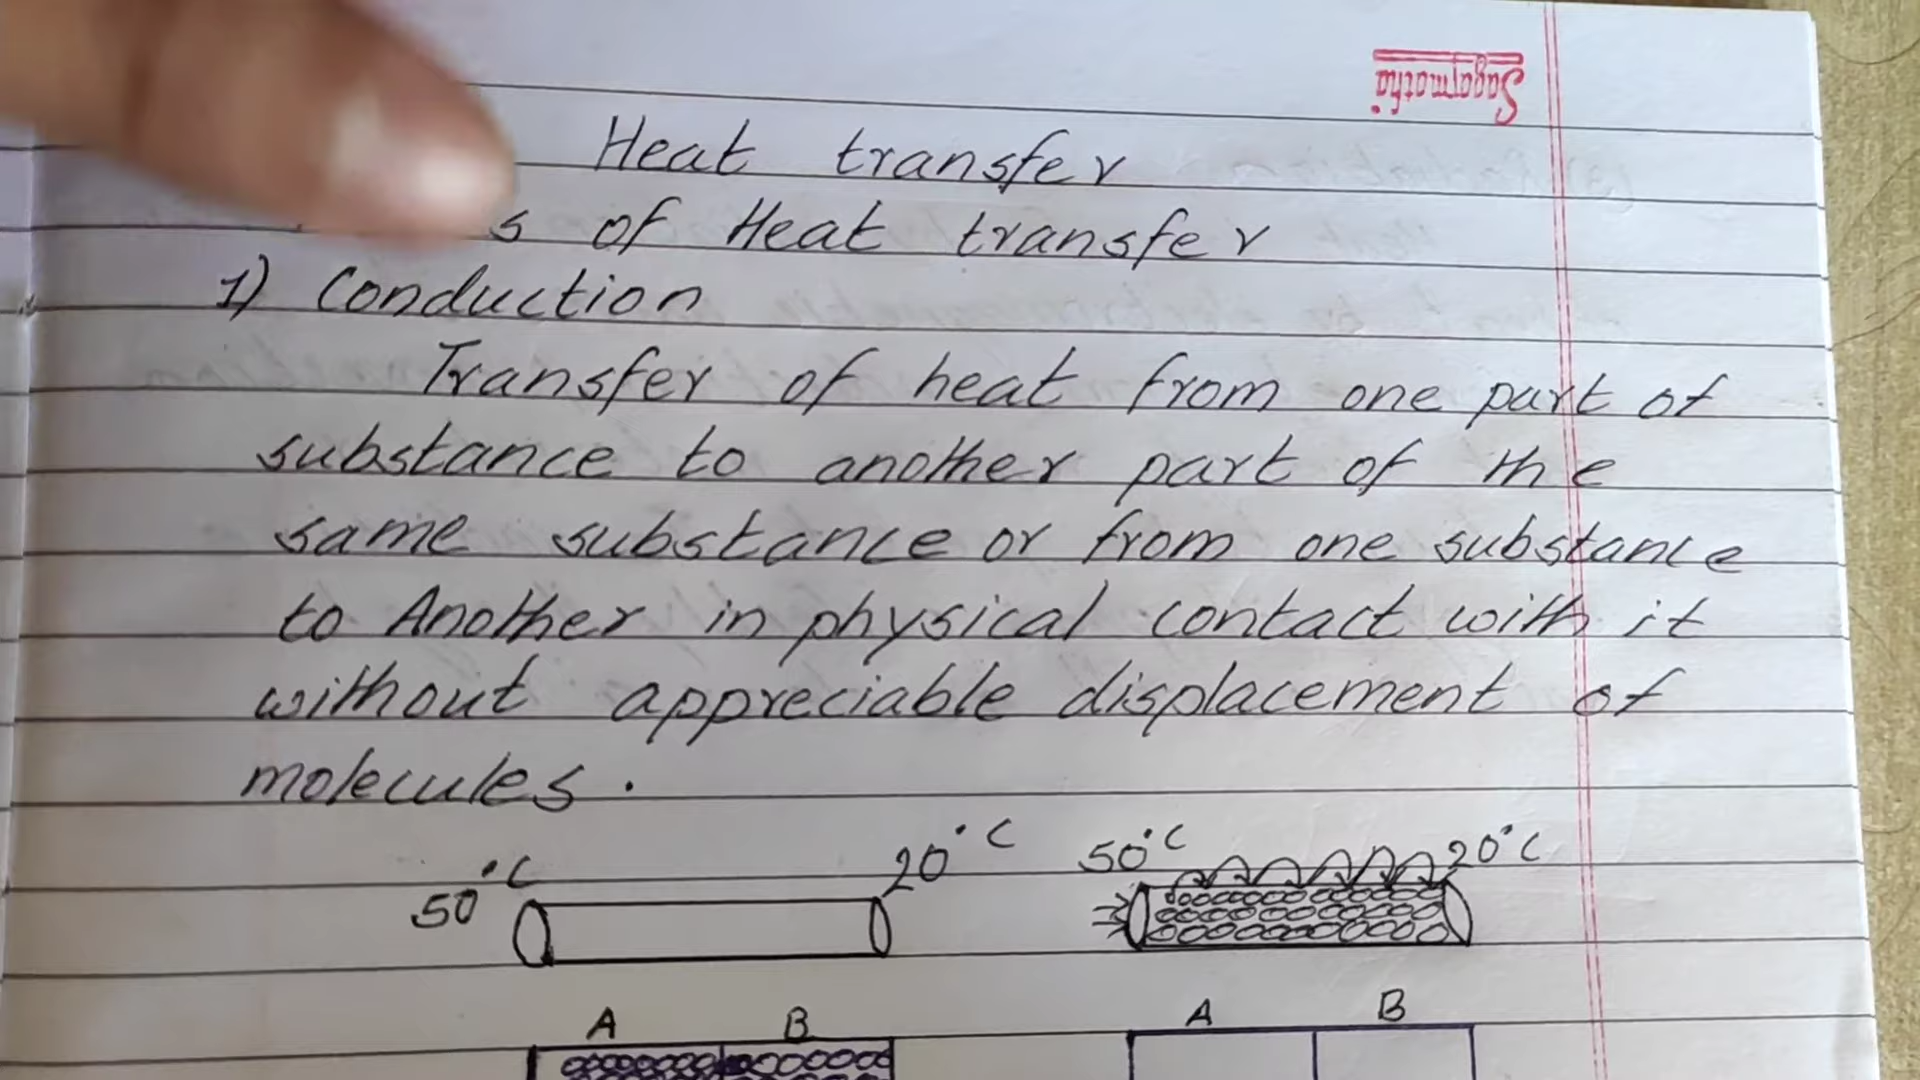 Sagarmatha
Heat transfer
of Heat transfer
1) Conduction
Transfer of heat from one part of
substance to another part of the
same substance or from one substance
to Another in physical contact with it
without appreciable displacement of
molecules.
50°C 20°C 50°C 20°C
A B A B